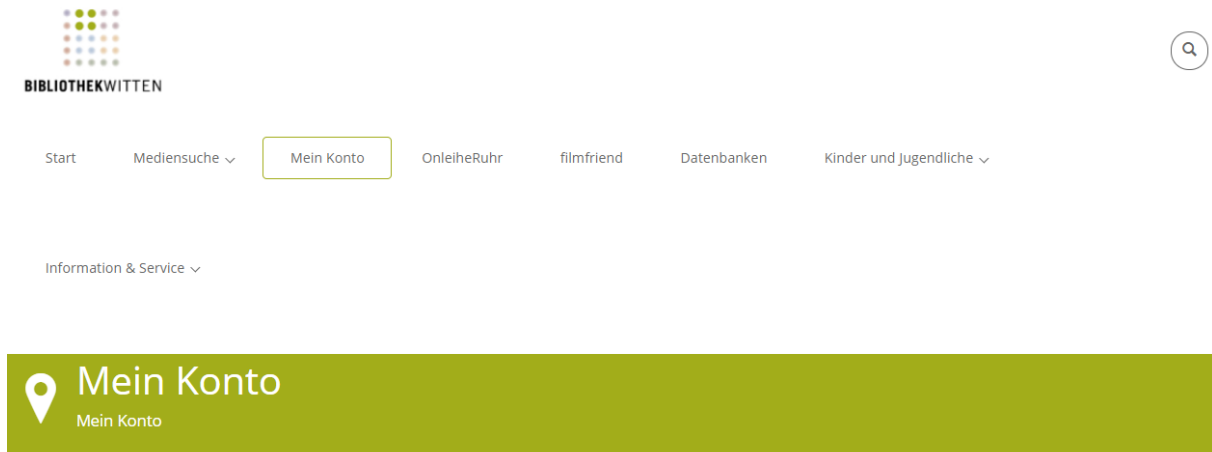 BIBLIOTHEKWITTEN
Start Mediensuche Mein Konto OnleiheRuhr filmfriend Datenbanken Kinder und Jugendliche
Information & Service
Mein Konto
Mein Konto